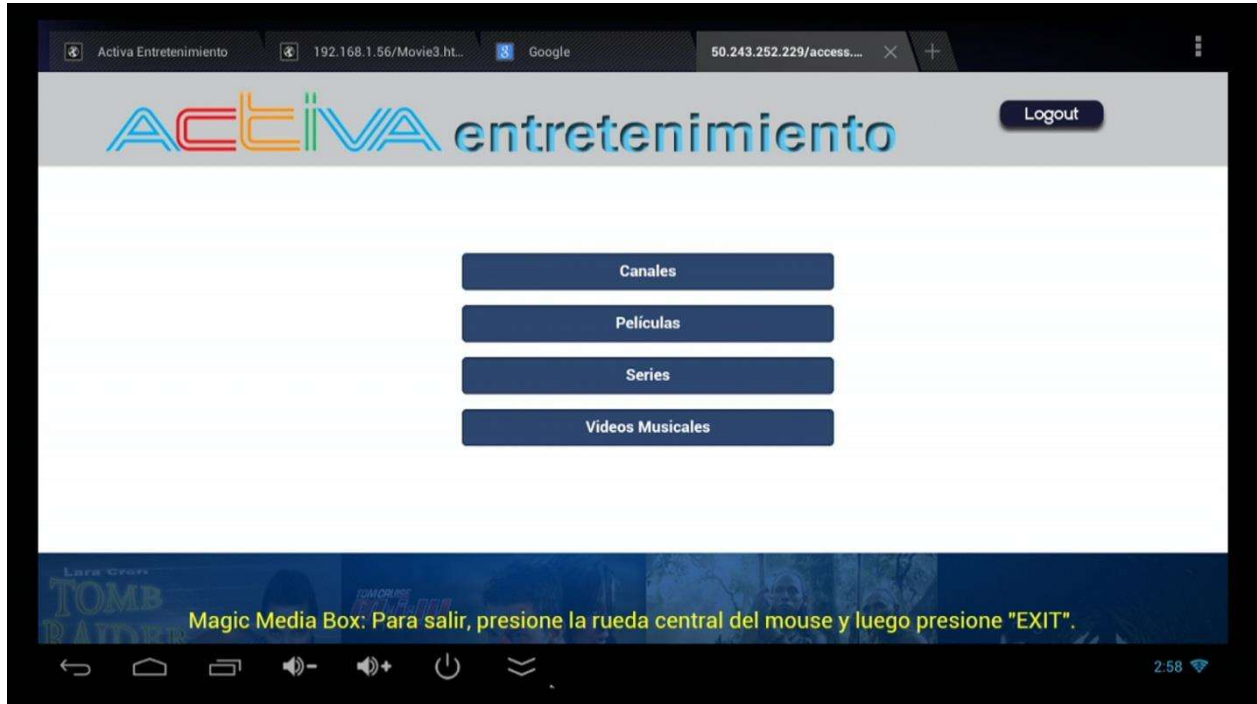 Activa Entretenimiento
192.168.1.56/Movie3.ht...
Google
50.243.252.229/access....
Activa entretenimiento
Logout
Canales
Películas
Series
Videos Musicales
Lara Croft
TOMB
RAIDER
TOM CRUISE
Magic Media Box: Para salir, presione la rueda central del mouse y luego presione "EXIT".
2:58